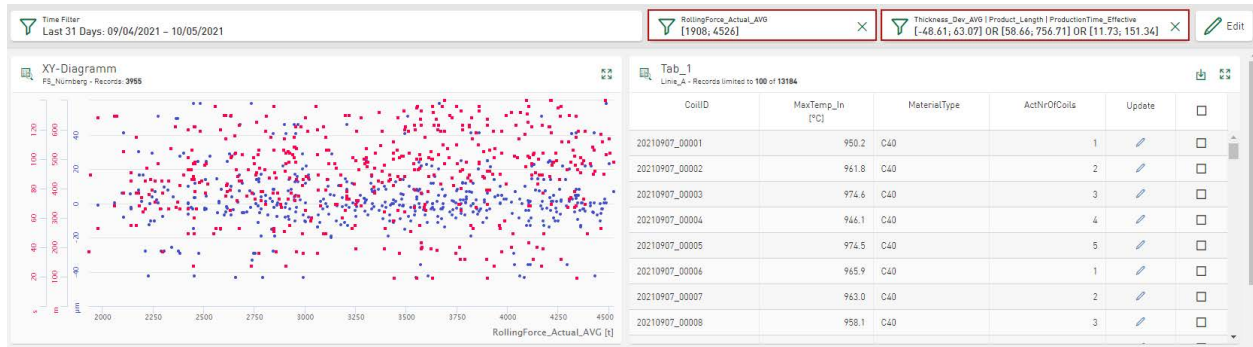 Time Filter
Last 31 Days: 09/04/2021 – 10/05/2021
RollingForce_Actual_AVG
[1908; 4526]
Thickness_Dev_AVG | Product_Length | ProductionTime_Effective
[-48.61; 63.07] OR [58.66; 756.71] OR [11.73; 151.34]
Edit
XY-Diagramm
FS_Nürnberg - Records: 3955
120
100
80
60
40
20
s
600
500
400
300
200
100
m
40
20
0
-20
-40
µm
2000 2250 2500 2750 3000 3250 3500 3750 4000 4250 4500
RollingForce_Actual_AVG [t]
Tab_1
Linie_A - Records limited to 100 of 13184
CoilID MaxTemp_In MaterialType ActNrOfCoils Update
[°C]
20210907_00001 950.2 C40 1
20210907_00002 961.8 C40 2
20210907_00003 974.6 C40 3
20210907_00004 946.1 C40 4
20210907_00005 974.5 C40 5
20210907_00006 965.9 C40 1
20210907_00007 963.0 C40 2
20210907_00008 958.1 C40 3